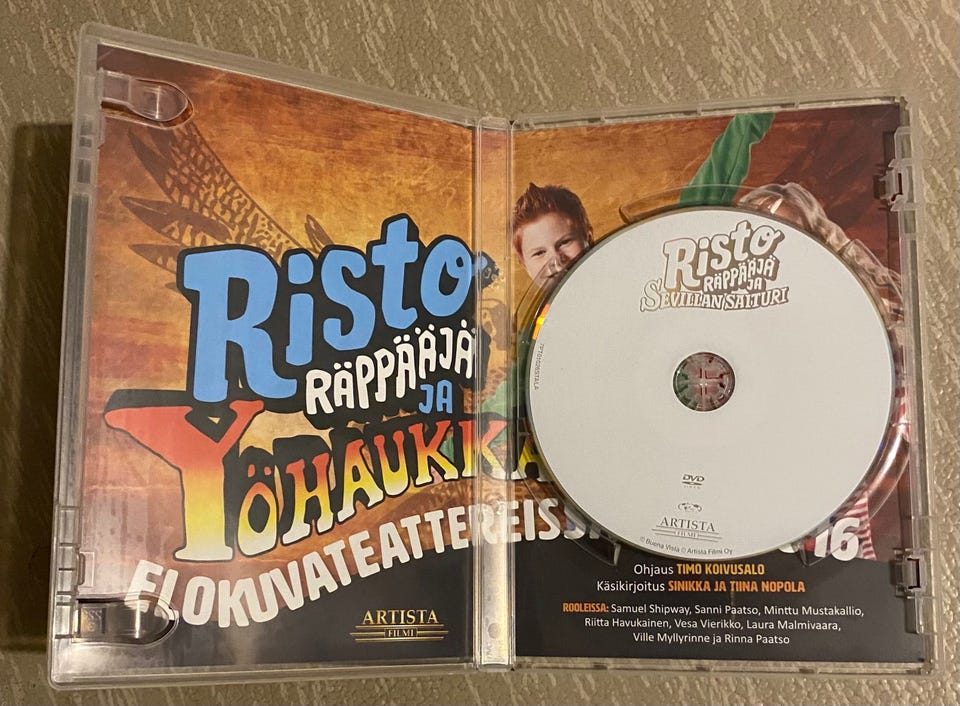 Risto
RÄPPÄÄJÄ
JA
YÖHAUKKA
ELOKUVATEATTEREISSA
16
ARTISTA
FILMI
Risto
RÄPPÄÄJÄ
JA
SEVILLAN SAITURI
DVD
VIDEO
ARTISTA
FILMI
© Buena Vista © Artista Filmi Oy
Ohjaus TIMO KOIVUSALO
Käsikirjoitus SINIKKA JA TIINA NOPOLA
ROOLEISSA: Samuel Shipway, Sanni Paatso, Minttu Mustakallio,
Riitta Havukainen, Vesa Vierikko, Laura Malmivaara,
Ville Myllyrinne ja Rinna Paatso